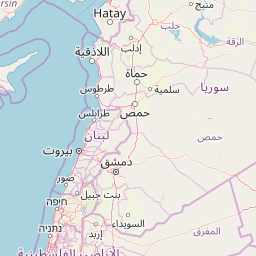 منبج
Hatay
حلب
إدلب
الرقة
اللاذقية
حماة
سوريا
سلمية
طرطوس
حمص
طرابلس
لبنان
حمص
بيروت
دمشق
صور
بنت جبيل
حيفا
السويداء
إربد
نتانيا
المفرق